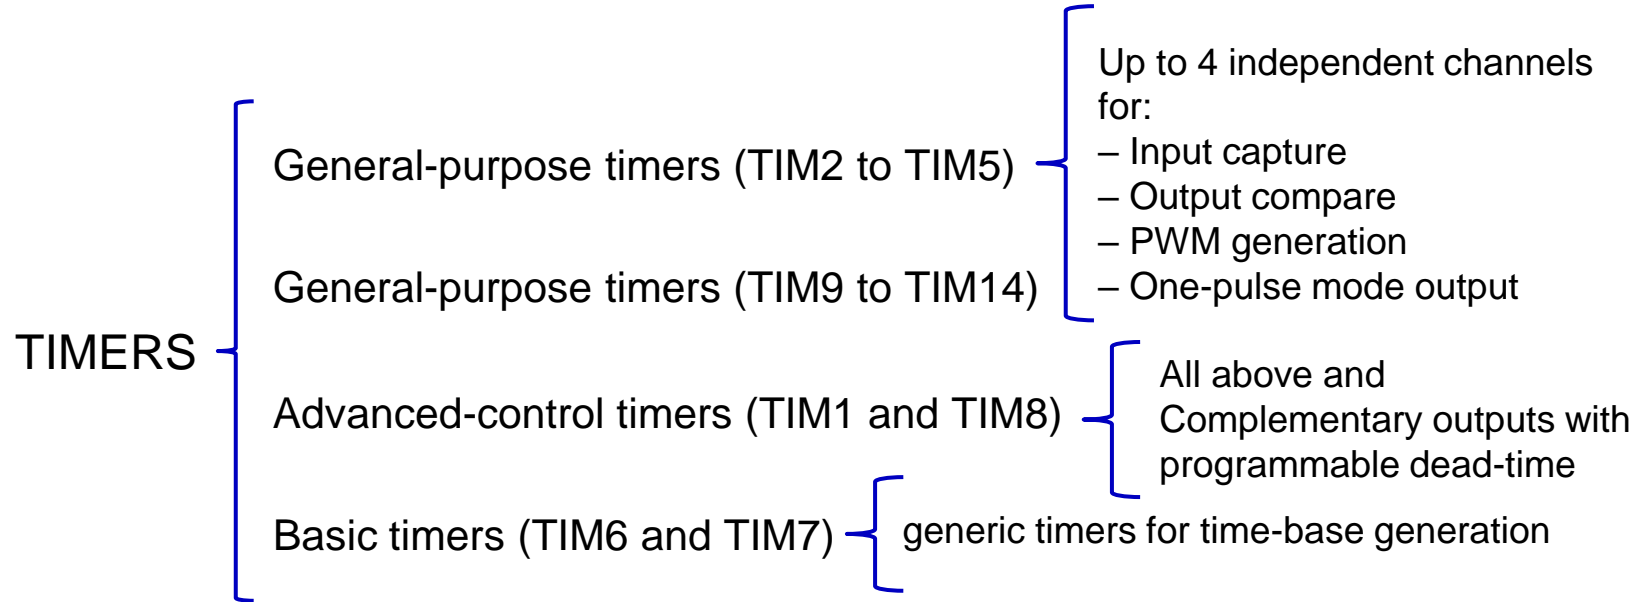 TIMERS
General-purpose timers (TIM2 to TIM5)
Up to 4 independent channels
for:
– Input capture
– Output compare
– PWM generation
– One-pulse mode output
General-purpose timers (TIM9 to TIM14)
Advanced-control timers (TIM1 and TIM8)
All above and
Complementary outputs with
programmable dead-time
Basic timers (TIM6 and TIM7)
generic timers for time-base generation